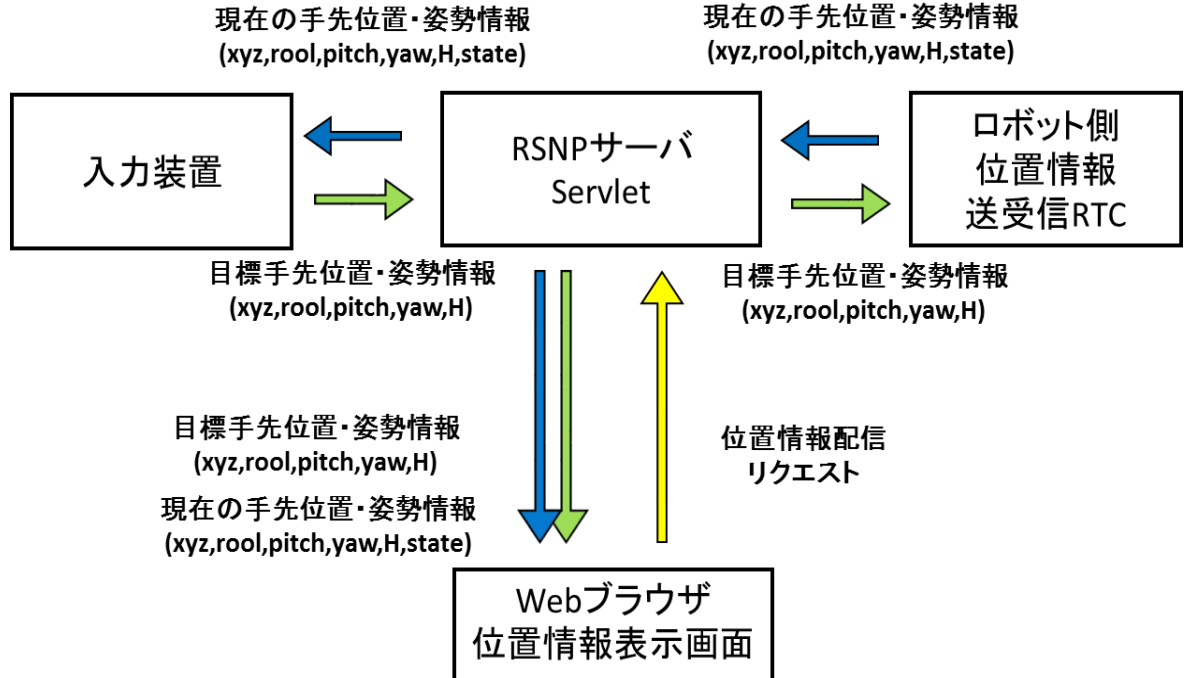 現在の手先位置・姿勢情報
(xyz,rool,pitch,yaw,H,state)
現在の手先位置・姿勢情報
(xyz,rool,pitch,yaw,H,state)
入力装置
RSNPサーバ
Servlet
ロボット側
位置情報
送受信RTC
目標手先位置・姿勢情報
(xyz,rool,pitch,yaw,H)
目標手先位置・姿勢情報
(xyz,rool,pitch,yaw,H)
目標手先位置・姿勢情報
(xyz,rool,pitch,yaw,H)
現在の手先位置・姿勢情報
(xyz,rool,pitch,yaw,H,state)
位置情報配信
リクエスト
Webブラウザ
位置情報表示画面